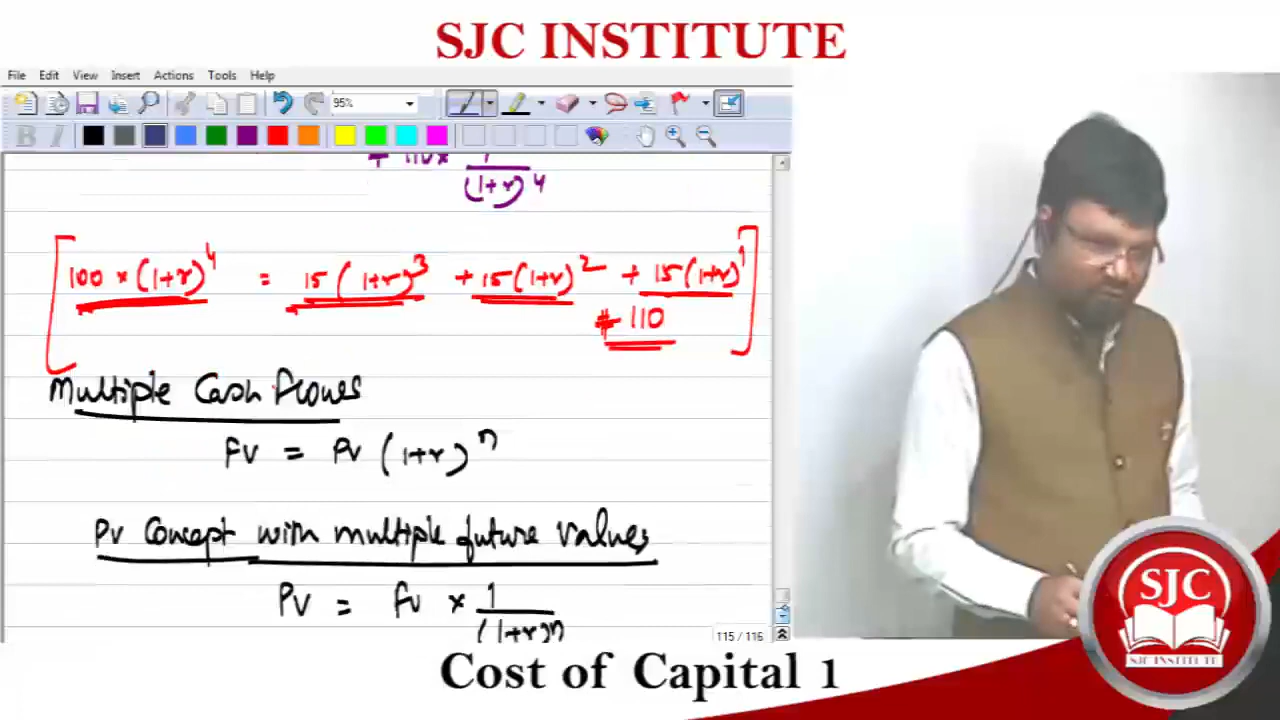 SJC INSTITUTE
File Edit View Insert Actions Tools Help
95%
B I
+ 110 × 1
(1+r)4
100 × (1+r)4 = 15(1+r)3 + 15(1+r)2 + 15(1+r)1
+ 110
Multiple Cash flows
FV = PV (1+r)n
PV Concept with multiple future Values
PV = FV × 1
(1+r)n
115 / 116
SJC
SJC INSTITUTE
Cost of Capital 1